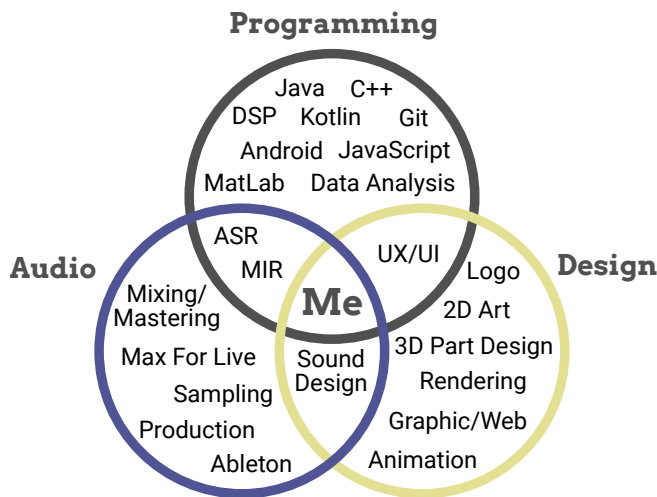 Programming
Java C++
DSP Kotlin Git
Android JavaScript
MatLab Data Analysis
ASR
UX/UI
Audio
MIR
Logo
Design
Me
Mixing/
Mastering
2D Art
Max For Live
Sound
Design
3D Part Design
Sampling
Rendering
Production
Graphic/Web
Ableton
Animation